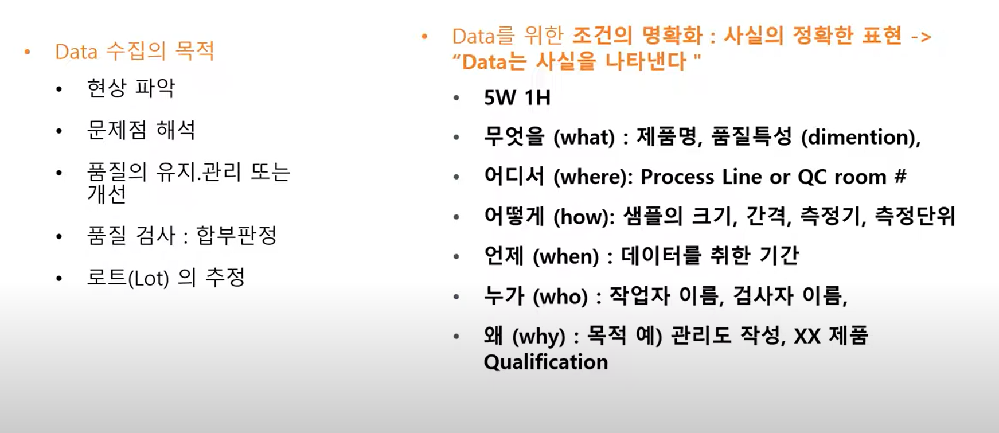 Data 수집의 목적
현상 파악
문제점 해석
품질의 유지.관리 또는
개선
품질 검사 : 합부판정
로트(Lot) 의 추정
Data를 위한 조건의 명확화 : 사실의 정확한 표현 ->
“Data는 사실을 나타낸다 "
5W 1H
무엇을 (what) : 제품명, 품질특성 (dimention),
어디서 (where): Process Line or QC room #
어떻게 (how): 샘플의 크기, 간격, 측정기, 측정단위
언제 (when) : 데이터를 취한 기간
누가 (who) : 작업자 이름, 검사자 이름,
왜 (why) : 목적 예) 관리도 작성, XX 제품
Qualification